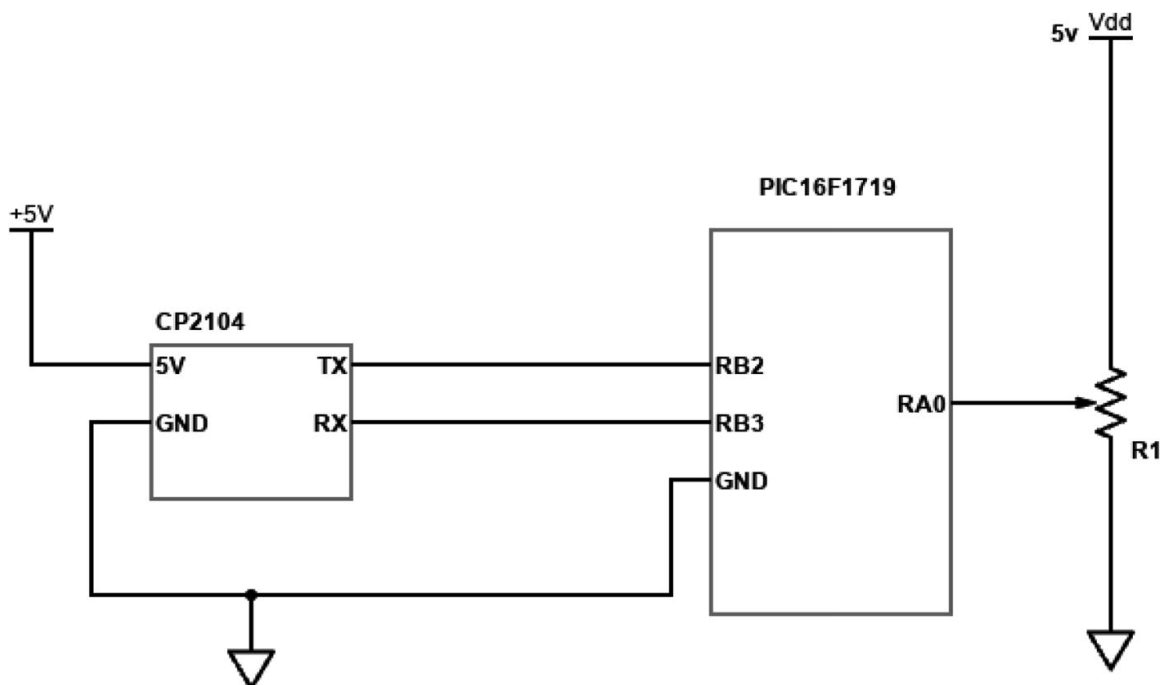 5v Vdd
PIC16F1719
+5V
CP2104
5V TX
GND RX
RB2
RB3
GND
RA0
R1